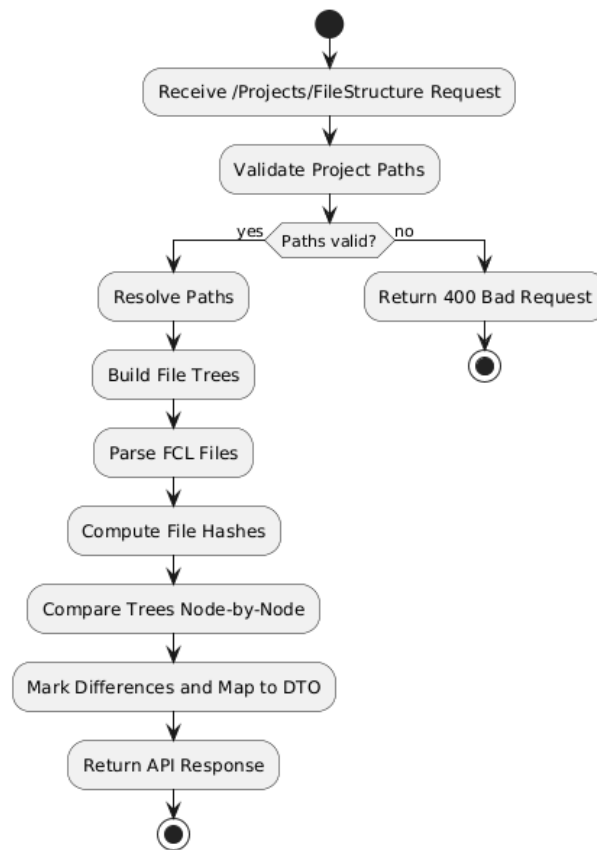 Receive /Projects/FileStructure Request
Validate Project Paths
yes
Paths valid?
no
Resolve Paths
Return 400 Bad Request
Build File Trees
Parse FCL Files
Compute File Hashes
Compare Trees Node-by-Node
Mark Differences and Map to DTO
Return API Response